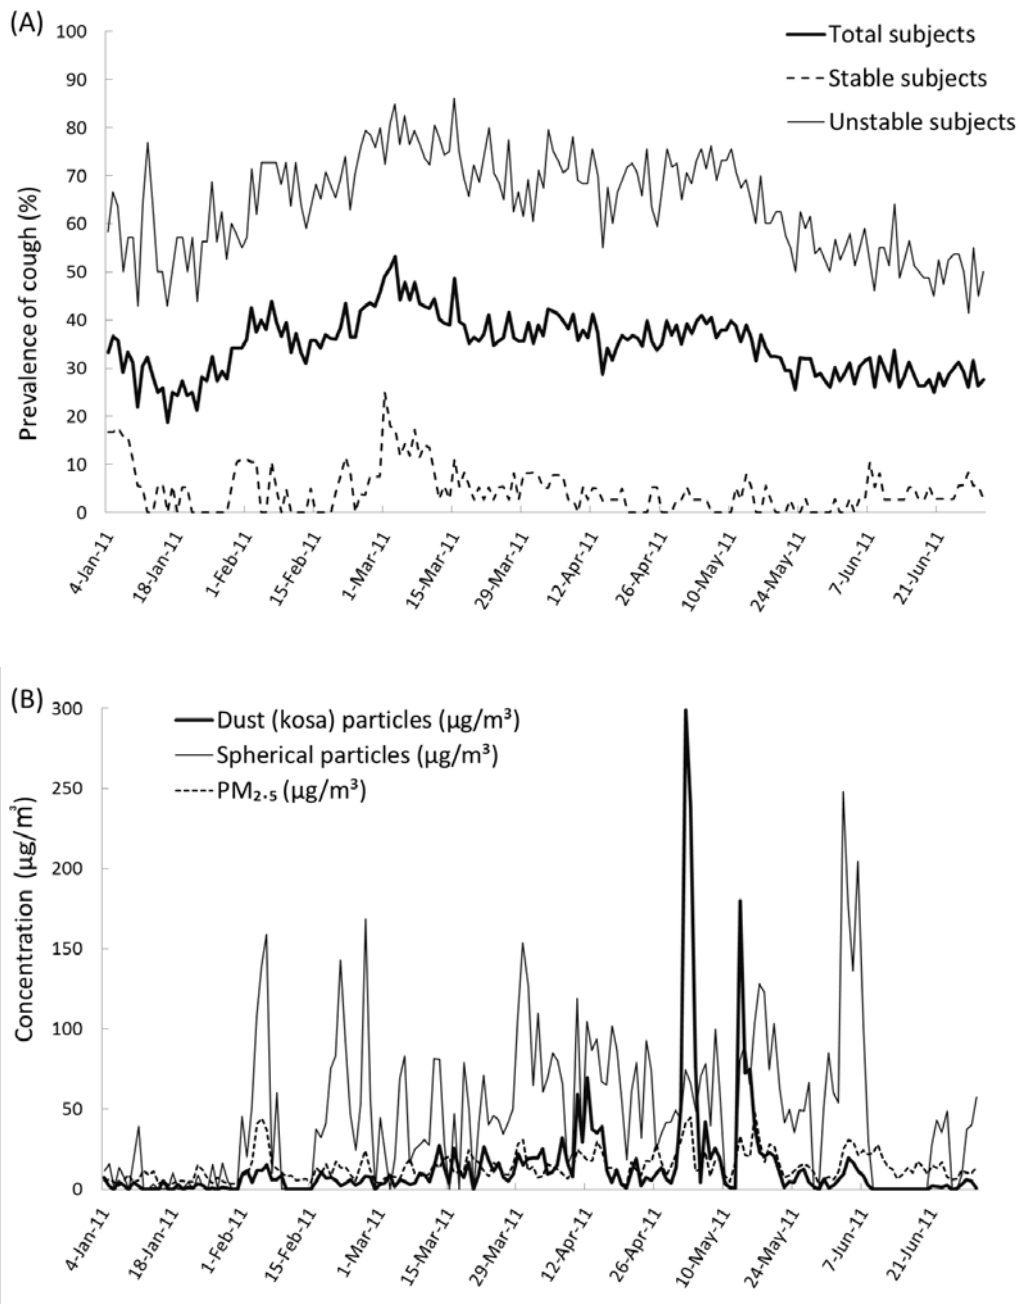 (A)
100
90
80
70
60
50
40
30
20
10
0
Prevalence of cough (%)
Total subjects
Stable subjects
Unstable subjects
4-Jan-11
18-Jan-11
1-Feb-11
15-Feb-11
1-Mar-11
15-Mar-11
29-Mar-11
12-Apr-11
26-Apr-11
10-May-11
24-May-11
7-Jun-11
21-Jun-11
(B)
300
250
200
150
100
50
0
Concentration (μg/m³)
Dust (kosa) particles (μg/m³)
Spherical particles (μg/m³)
PM₂.₅ (μg/m³)
4-Jan-11
18-Jan-11
1-Feb-11
15-Feb-11
1-Mar-11
15-Mar-11
29-Mar-11
12-Apr-11
26-Apr-11
10-May-11
24-May-11
7-Jun-11
21-Jun-11